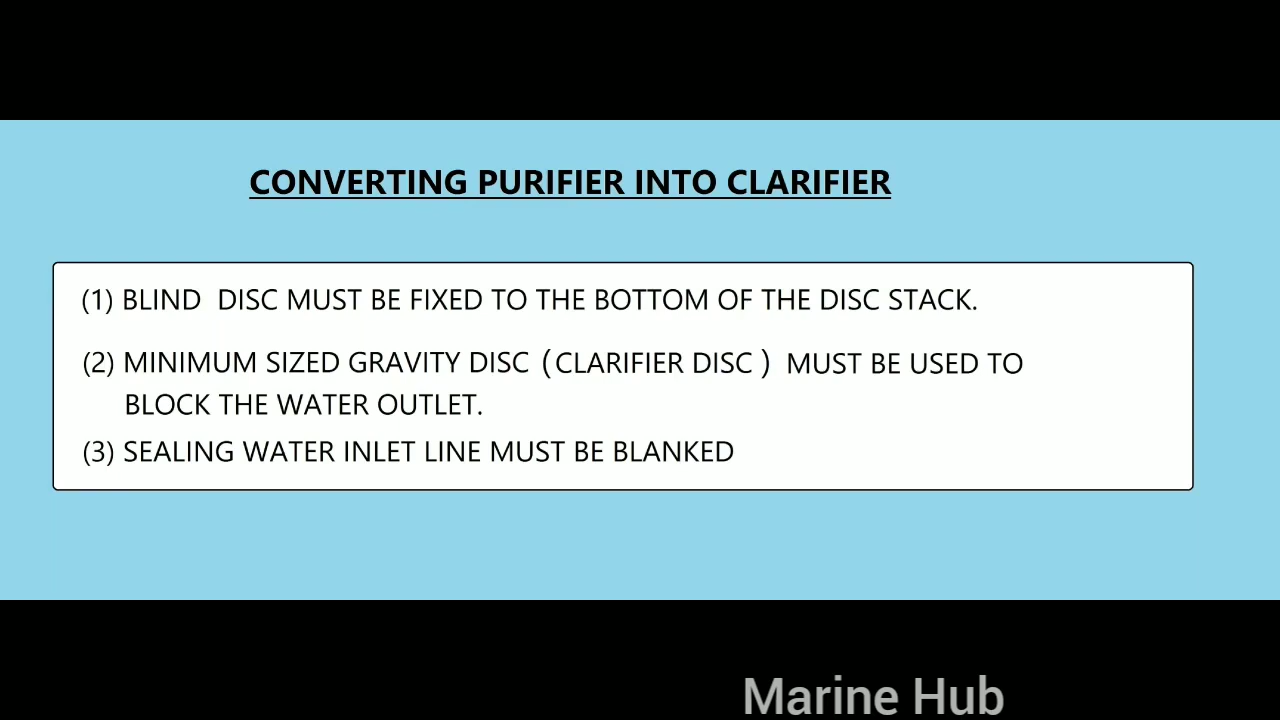 CONVERTING PURIFIER INTO CLARIFIER
(1) BLIND DISC MUST BE FIXED TO THE BOTTOM OF THE DISC STACK.
(2) MINIMUM SIZED GRAVITY DISC (CLARIFIER DISC) MUST BE USED TO
BLOCK THE WATER OUTLET.
(3) SEALING WATER INLET LINE MUST BE BLANKED
Marine Hub